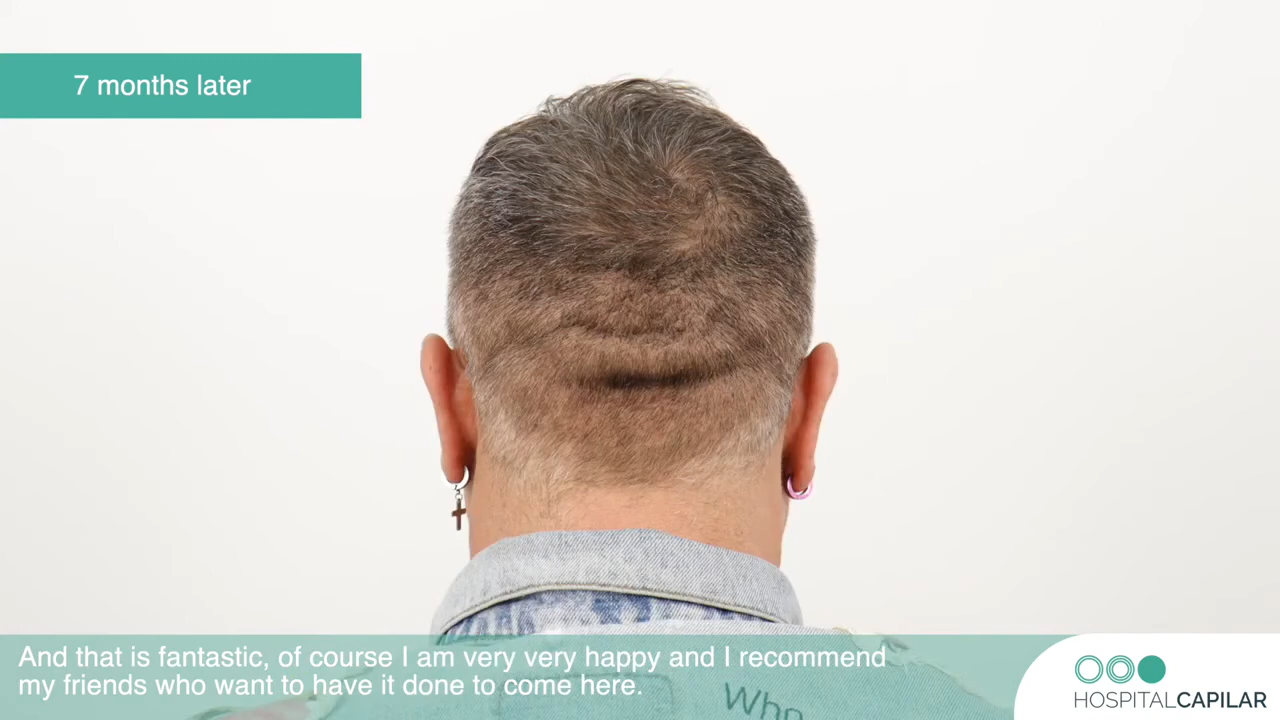 7 months later
And that is fantastic, of course I am very very happy and I recommend
my friends who want to have it done to come here.
Who
HOSPITALCAPILAR